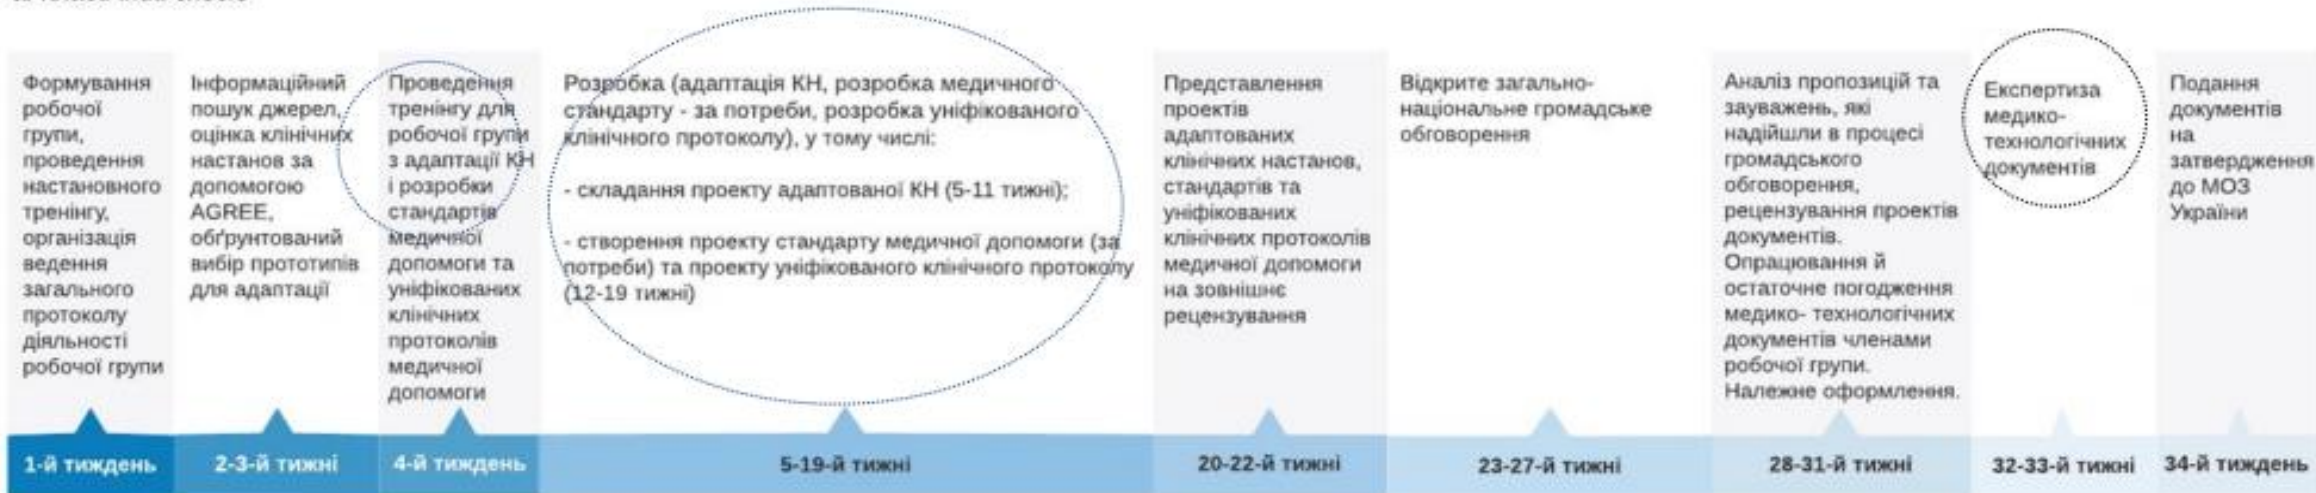 Формування
робочої
групи,
проведення
настановного
тренінгу,
організація
ведення
загального
протоколу
діяльності
робочої групи
Інформаційний
пошук джерел,
оцінка клінічних
настанов за
допомогою
AGREE,
обґрунтований
вибір прототипів
для адаптації
Проведення
тренінгу для
робочої групи
з адаптації КН
і розробки
стандартів
медичної
допомоги та
уніфікованих
клінічних
протоколів
медичної
допомоги
Розробка (адаптація КН, розробка медичного
стандарту - за потреби, розробка уніфікованого
клінічного протоколу), у тому числі:
- складання проекту адаптованої КН (5-11 тижні);
- створення проекту стандарту медичної допомоги (за
потреби) та проекту уніфікованого клінічного протоколу
(12-19 тижні)
Представлення
проектів
адаптованих
клінічних настанов,
стандартів та
уніфікованих
клінічних протоколів
медичної допомоги
на зовнішнє
рецензування
Відкрите загально-
національне громадське
обговорення
Аналіз пропозицій та
зауважень, які
надійшли в процесі
громадського
обговорення,
рецензування проектів
документів.
Опрацювання й
остаточне погодження
медико- технологічних
документів членами
робочої групи.
Належне оформлення.
Експертиза
медико-
технологічних
документів
Подання
документів
на
затвердження
до МОЗ
України
1-й тиждень
2-3-й тижні
4-й тиждень
5-19-й тижні
20-22-й тижні
23-27-й тижні
28-31-й тижні
32-33-й тижні
34-й тиждень